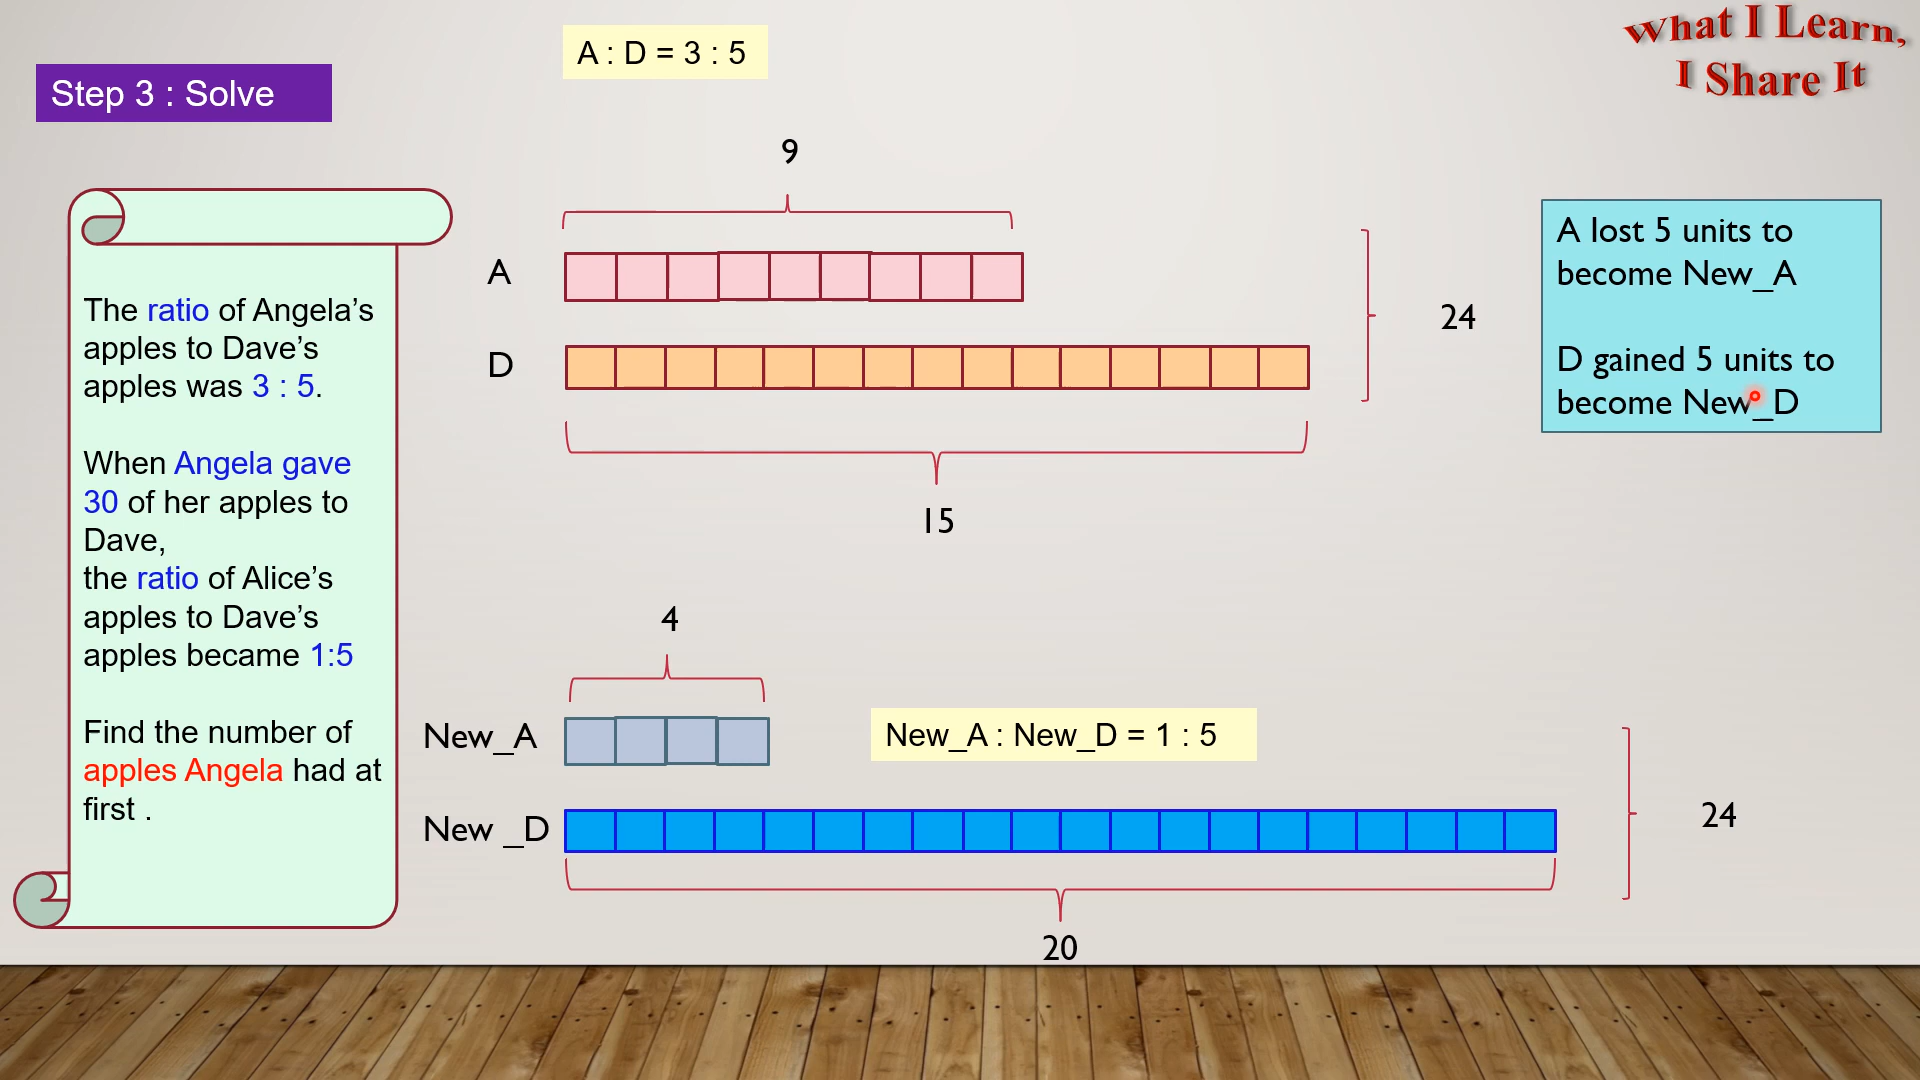 What I Learn,
I Share It
A : D = 3 : 5
Step 3 : Solve
9
A
D
24
15
The ratio of Angela’s
apples to Dave’s
apples was 3 : 5.
When Angela gave
30 of her apples to
Dave,
the ratio of Alice’s
apples to Dave’s
apples became 1:5
Find the number of
apples Angela had at
first .
A lost 5 units to
become New_A
D gained 5 units to
become New_D
4
New_A
New_A : New_D = 1 : 5
New _D
24
20